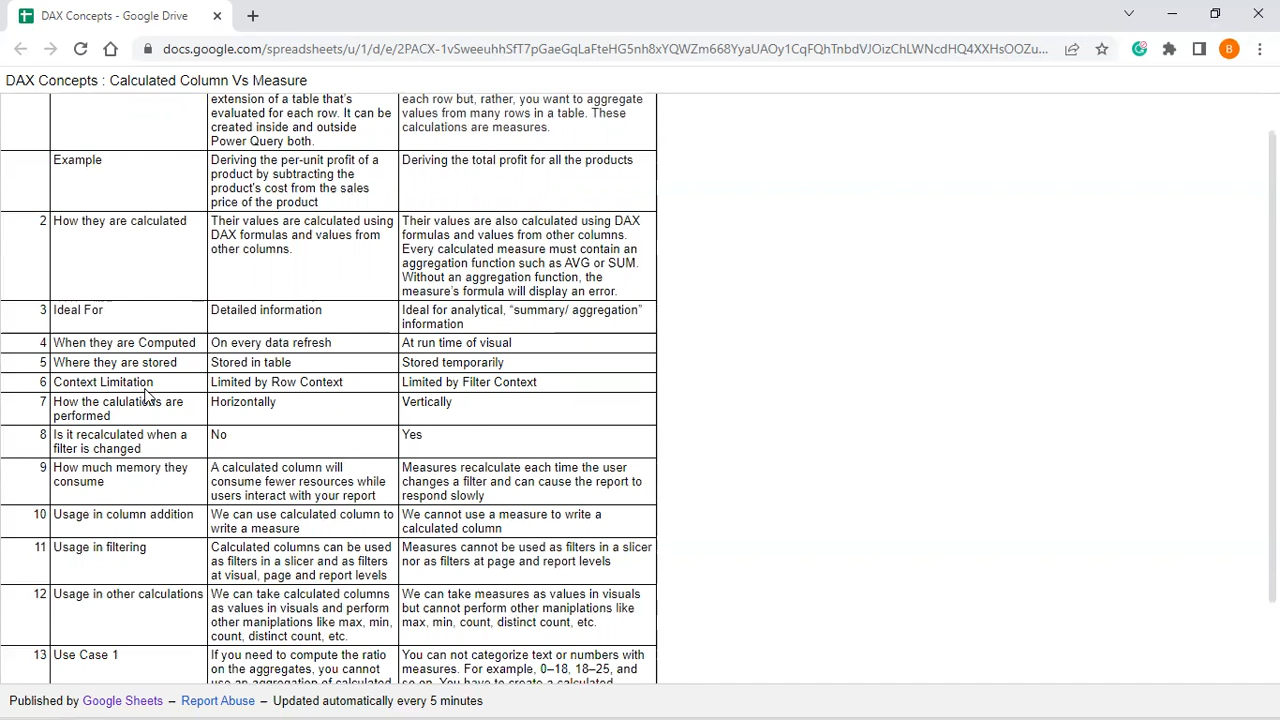 DAX Concepts - Google Drive
docs.google.com/spreadsheets/u/1/d/e/2PACX-1vSweeuhhSfT7pGaeGqLaFteHG5nh8xYQWZm668YyaUAOy1CqFQhTnbdVJOizChLWNcdHQ4XXHsOOZu...
B
DAX Concepts : Calculated Column Vs Measure
extension of a table that's
evaluated for each row. It can be
created inside and outside
Power Query both.
each row but, rather, you want to aggregate
values from many rows in a table. These
calculations are measures.
Example
Deriving the per-unit profit of a
product by subtracting the
product's cost from the sales
price of the product
Deriving the total profit for all the products
2
How they are calculated
Their values are calculated using
DAX formulas and values from
other columns.
Their values are also calculated using DAX
formulas and values from other columns.
Every calculated measure must contain an
aggregation function such as AVG or SUM.
Without an aggregation function, the
measure's formula will display an error.
3
Ideal For
Detailed information
Ideal for analytical, “summary/ aggregation”
information
4
When they are Computed
On every data refresh
At run time of visual
5
Where they are stored
Stored in table
Stored temporarily
6
Context Limitation
Limited by Row Context
Limited by Filter Context
7
How the calulations are
performed
Horizontally
Vertically
8
Is it recalculated when a
filter is changed
No
Yes
9
How much memory they
consume
A calculated column will
consume fewer resources while
users interact with your report
Measures recalculate each time the user
changes a filter and can cause the report to
respond slowly
10
Usage in column addition
We can use calculated column to
write a measure
We cannot use a measure to write a
calculated column
11
Usage in filtering
Calculated columns can be used
as filters in a slicer and as filters
at visual, page and report levels
Measures cannot be used as filters in a slicer
nor as filters at page and report levels
12
Usage in other calculations
We can take calculated columns
as values in visuals and perform
other maniplations like max, min,
count, distinct count, etc.
We can take measures as values in visuals
but cannot perform other maniplations like
max, min, count, distinct count, etc.
13
Use Case 1
If you need to compute the ratio
on the aggregates, you cannot
use an aggregation of calculated
You can not categorize text or numbers with
measures. For example, 0–18, 18–25, and
so on. You have to create a calculated
Published by Google Sheets – Report Abuse – Updated automatically every 5 minutes